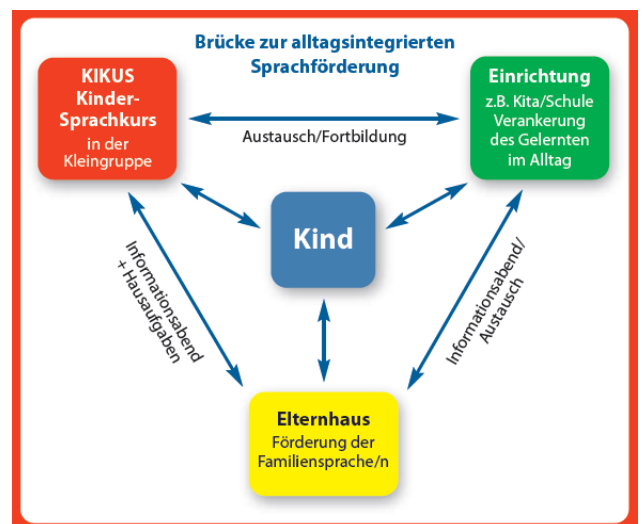 Brücke zur alltagsintegrierten
Sprachförderung
KIKUS
Kinder-
Sprachkurs
in der
Kleingruppe
Austausch/Fortbildung
Einrichtung
z.B. Kita/Schule
Verankerung
des Gelernten
im Alltag
Kind
Informationsabend
+ Hausaufgaben
Informationsabend/
Austausch
Elternhaus
Förderung der
Familiensprache/n